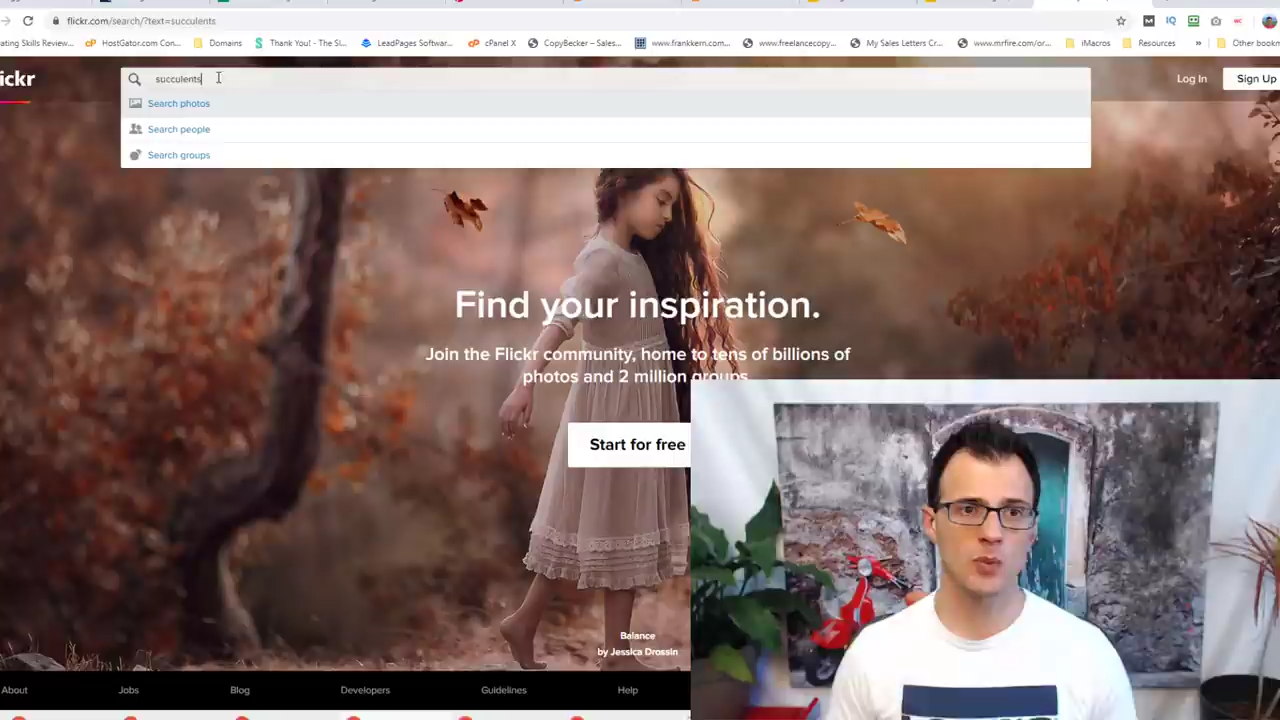 flickr.com/search/?text=succulents
ating Skills Review...
HostGator.com Con...
Domains
Thank You! - The Sl...
LeadPages Softwar...
cPanel X
CopyBecker – Sales...
www.frankkern.com...
www.freelancecopy...
My Sales Letters Cr...
www.mrfire.com/or...
iMacros
Resources
»
Other bookm
ickr
succulents
Log In
Sign Up
Search photos
Search people
Search groups
Find your inspiration.
Join the Flickr community, home to tens of billions of
photos and 2 million groups.
Start for free
Balance
by Jessica Drossin
About
Jobs
Blog
Developers
Guidelines
Help